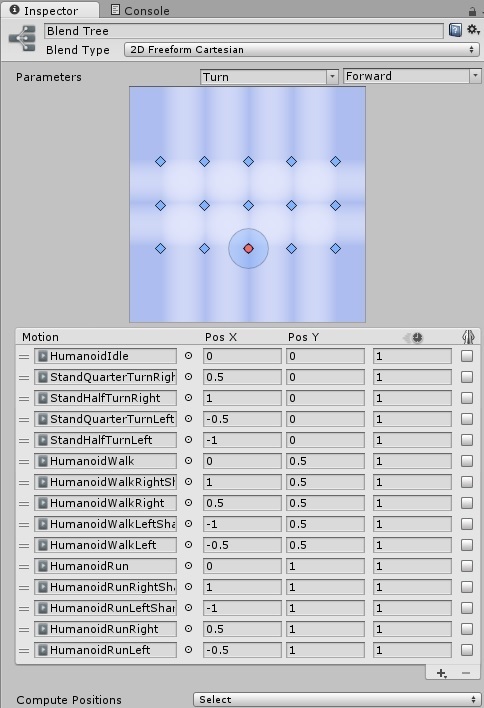 Inspector Console
Blend Tree
Blend Type 2D Freeform Cartesian
Parameters Turn Forward
Motion Pos X Pos Y
HumanoidIdle 0 0 1
StandQuarterTurnRigh 0.5 0 1
StandHalfTurnRight 1 0 1
StandQuarterTurnLeft -0.5 0 1
StandHalfTurnLeft -1 0 1
HumanoidWalk 0 0.5 1
HumanoidWalkRightSh 1 0.5 1
HumanoidWalkRight 0.5 0.5 1
HumanoidWalkLeftSha -1 0.5 1
HumanoidWalkLeft -0.5 0.5 1
HumanoidRun 0 1 1
HumanoidRunRightSh 1 1 1
HumanoidRunLeftShar -1 1 1
HumanoidRunRight 0.5 1 1
HumanoidRunLeft -0.5 1 1
Compute Positions Select